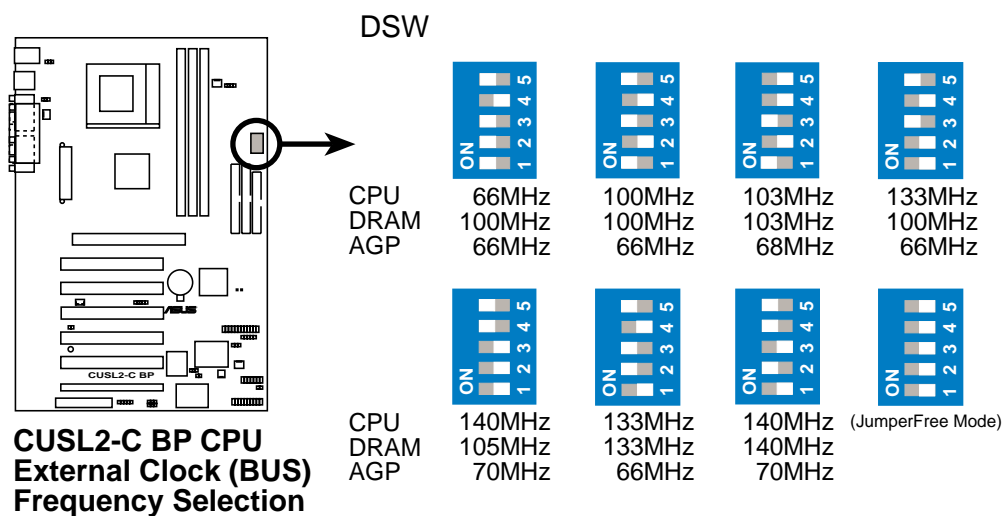 DSW
ON 1 2 3 4 5
ON 1 2 3 4 5
ON 1 2 3 4 5
ON 1 2 3 4 5
CPU 66MHz 100MHz 103MHz 133MHz
DRAM 100MHz 100MHz 103MHz 100MHz
AGP 66MHz 66MHz 68MHz 66MHz
ASUS
CUSL2-C BP
ON 1 2 3 4 5
ON 1 2 3 4 5
ON 1 2 3 4 5
ON 1 2 3 4 5
CPU 140MHz 133MHz 140MHz (JumperFree Mode)
DRAM 105MHz 133MHz 140MHz
AGP 70MHz 66MHz 70MHz
CUSL2-C BP CPU
External Clock (BUS)
Frequency Selection